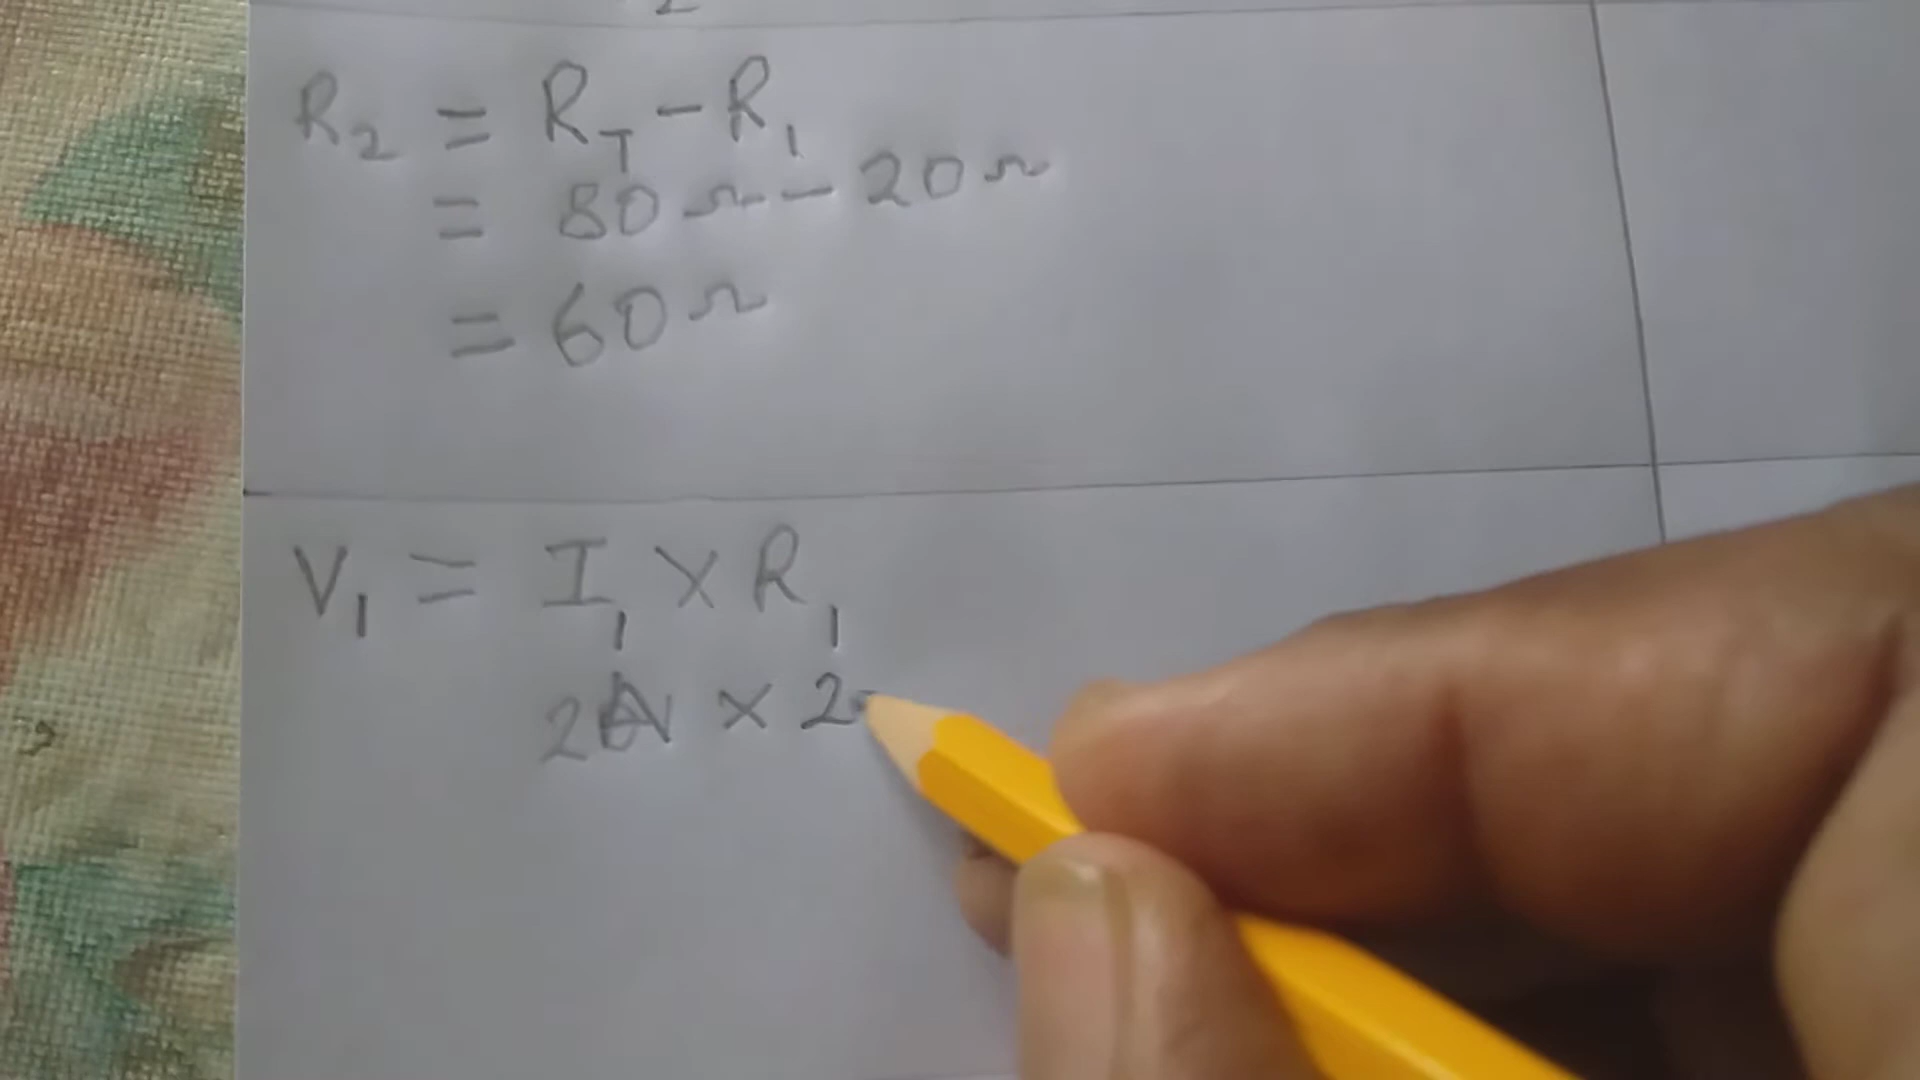 R₂ = R_T - R₁
= 80Ω - 20Ω
= 60Ω
V₁ = I₁ × R₁
2A × 2